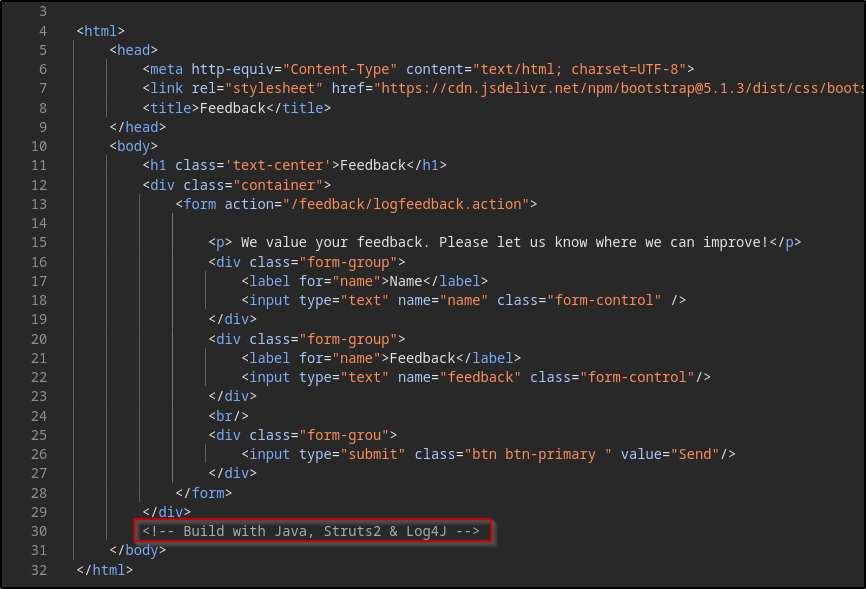 3
4 <html>
5 <head>
6 <meta http-equiv="Content-Type" content="text/html; charset=UTF-8">
7 <link rel="stylesheet" href="https://cdn.jsdelivr.net/npm/bootstrap@5.1.3/dist/css/boots
8 <title>Feedback</title>
9 </head>
10 <body>
11 <h1 class='text-center'>Feedback</h1>
12 <div class="container">
13 <form action="/feedback/logfeedback.action">
14
15 <p> We value your feedback. Please let us know where we can improve!</p>
16 <div class="form-group">
17 <label for="name">Name</label>
18 <input type="text" name="name" class="form-control" />
19 </div>
20 <div class="form-group">
21 <label for="name">Feedback</label>
22 <input type="text" name="feedback" class="form-control"/>
23 </div>
24 <br/>
25 <div class="form-grou">
26 <input type="submit" class="btn btn-primary " value="Send"/>
27 </div>
28 </form>
29 </div>
30 <!-- Build with Java, Struts2 & Log4J -->
31 </body>
32 </html>